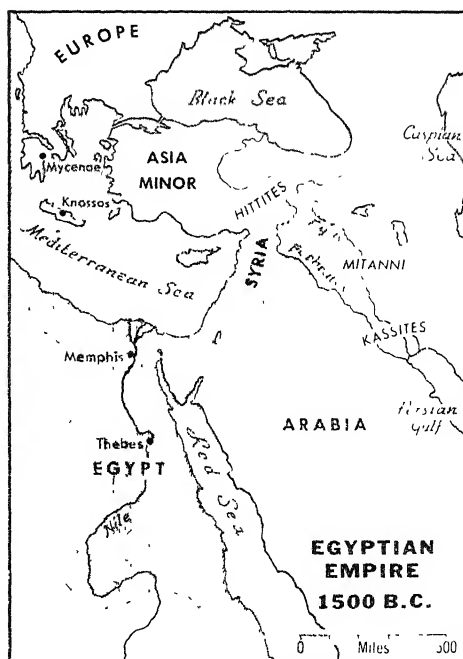 EUROPE
Black Sea
Caspian
Sea
ASIA
MINOR
Mycenae
Knossos
HITTITES
Mediterranean Sea
SYRIA
MITANNI
KASSITES
Memphis
Persian
Gulf
ARABIA
Thebes
EGYPT
Red Sea
Nile
EGYPTIAN
EMPIRE
1500 B.C.
0 Miles 300